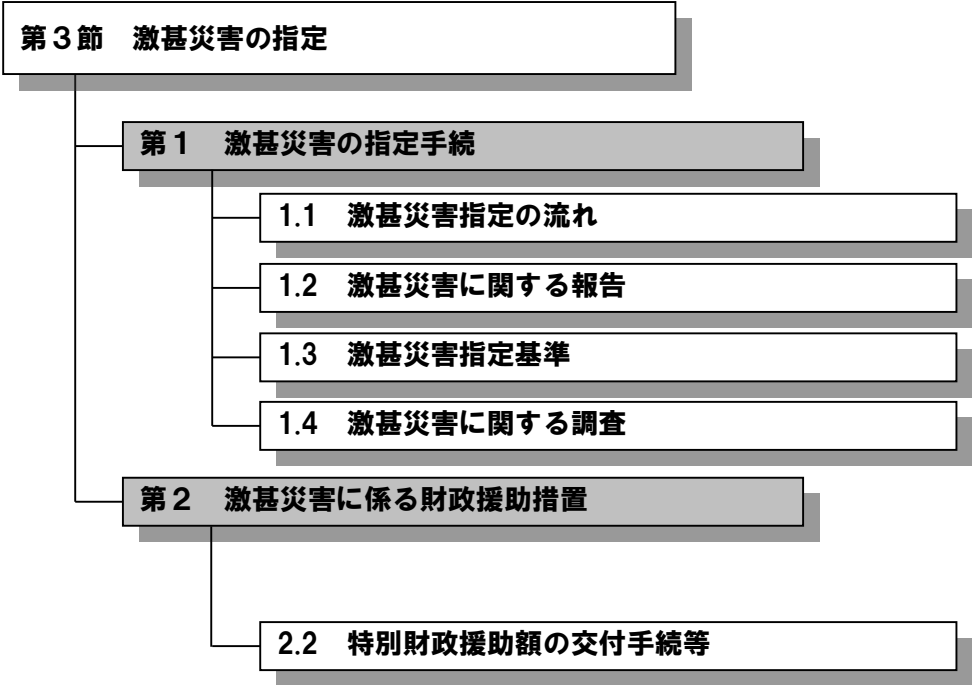 第３節　激甚災害の指定
第１　激甚災害の指定手続
1.1　激甚災害指定の流れ
1.2　激甚災害に関する報告
1.3　激甚災害指定基準
1.4　激甚災害に関する調査
第２　激甚災害に係る財政援助措置
2.2　特別財政援助額の交付手続等